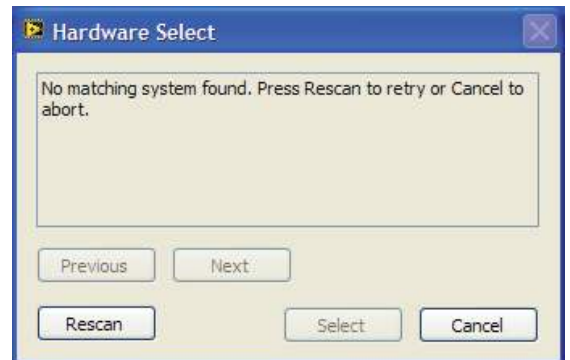 Hardware Select
No matching system found. Press Rescan to retry or Cancel to
abort.
Previous Next
Rescan Select Cancel